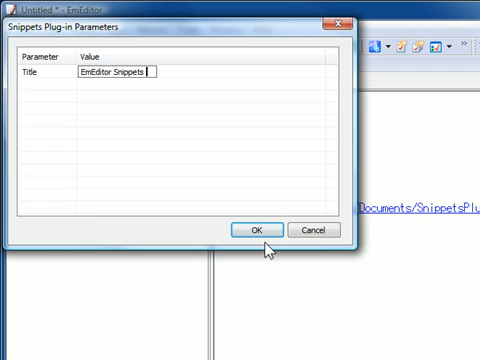 Untitled * - EmEditor
Snippets Plug-in Parameters
Parameter Value
Title EmEditor Snippets
Documents/SnippetsPlu
OK Cancel